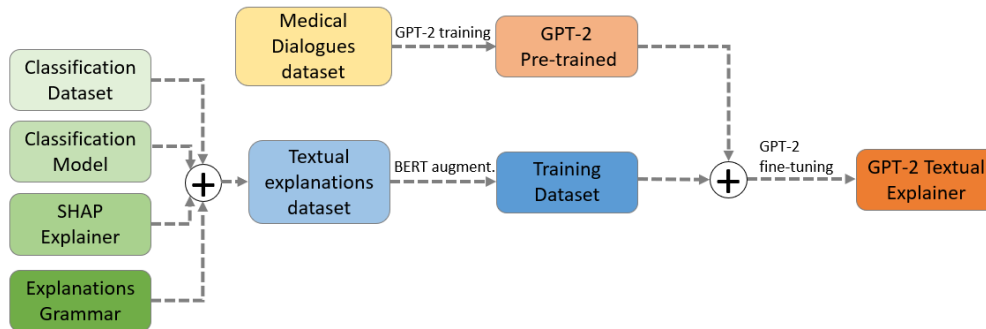 Medical
Dialogues
dataset
GPT-2 training
GPT-2
Pre-trained
Classification
Dataset
Classification
Model
SHAP
Explainer
Explanations
Grammar
+
Textual
explanations
dataset
BERT augment.
Training
Dataset
+
GPT-2
fine-tuning
GPT-2 Textual
Explainer